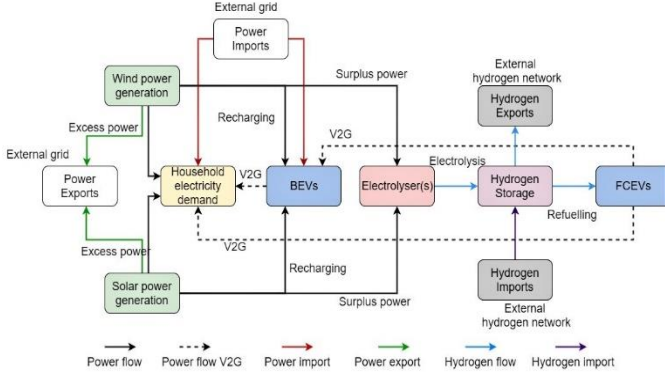 External grid
Power
Imports
External
hydrogen network
Wind power
generation
Surplus power
Hydrogen
Exports
Recharging
Excess power
V2G
External grid
Power
Exports
Household
electricity
demand
V2G
BEVs
Electrolyser(s)
Electrolysis
Hydrogen
Storage
FCEVs
Refuelling
V2G
Excess power
Recharging
Solar power
generation
Surplus power
Hydrogen
Imports
External
hydrogen network
Power flow
Power flow V2G
Power import
Power export
Hydrogen flow
Hydrogen import